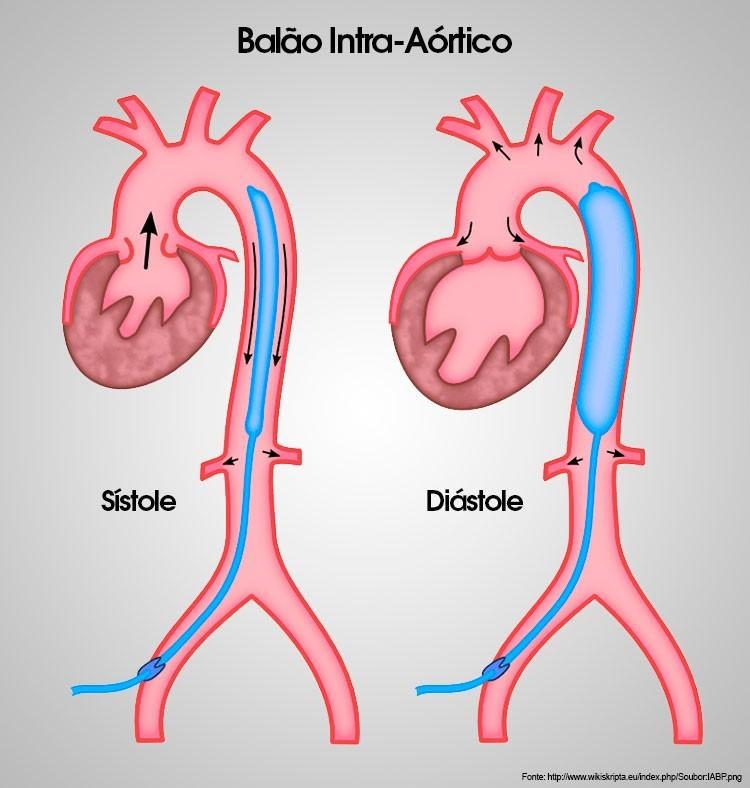 Balão Intra-Aórtico
Sístole
Diástole
Fonte: http://www.wikiskripta.eu/index.php/Soubor:IABP.png